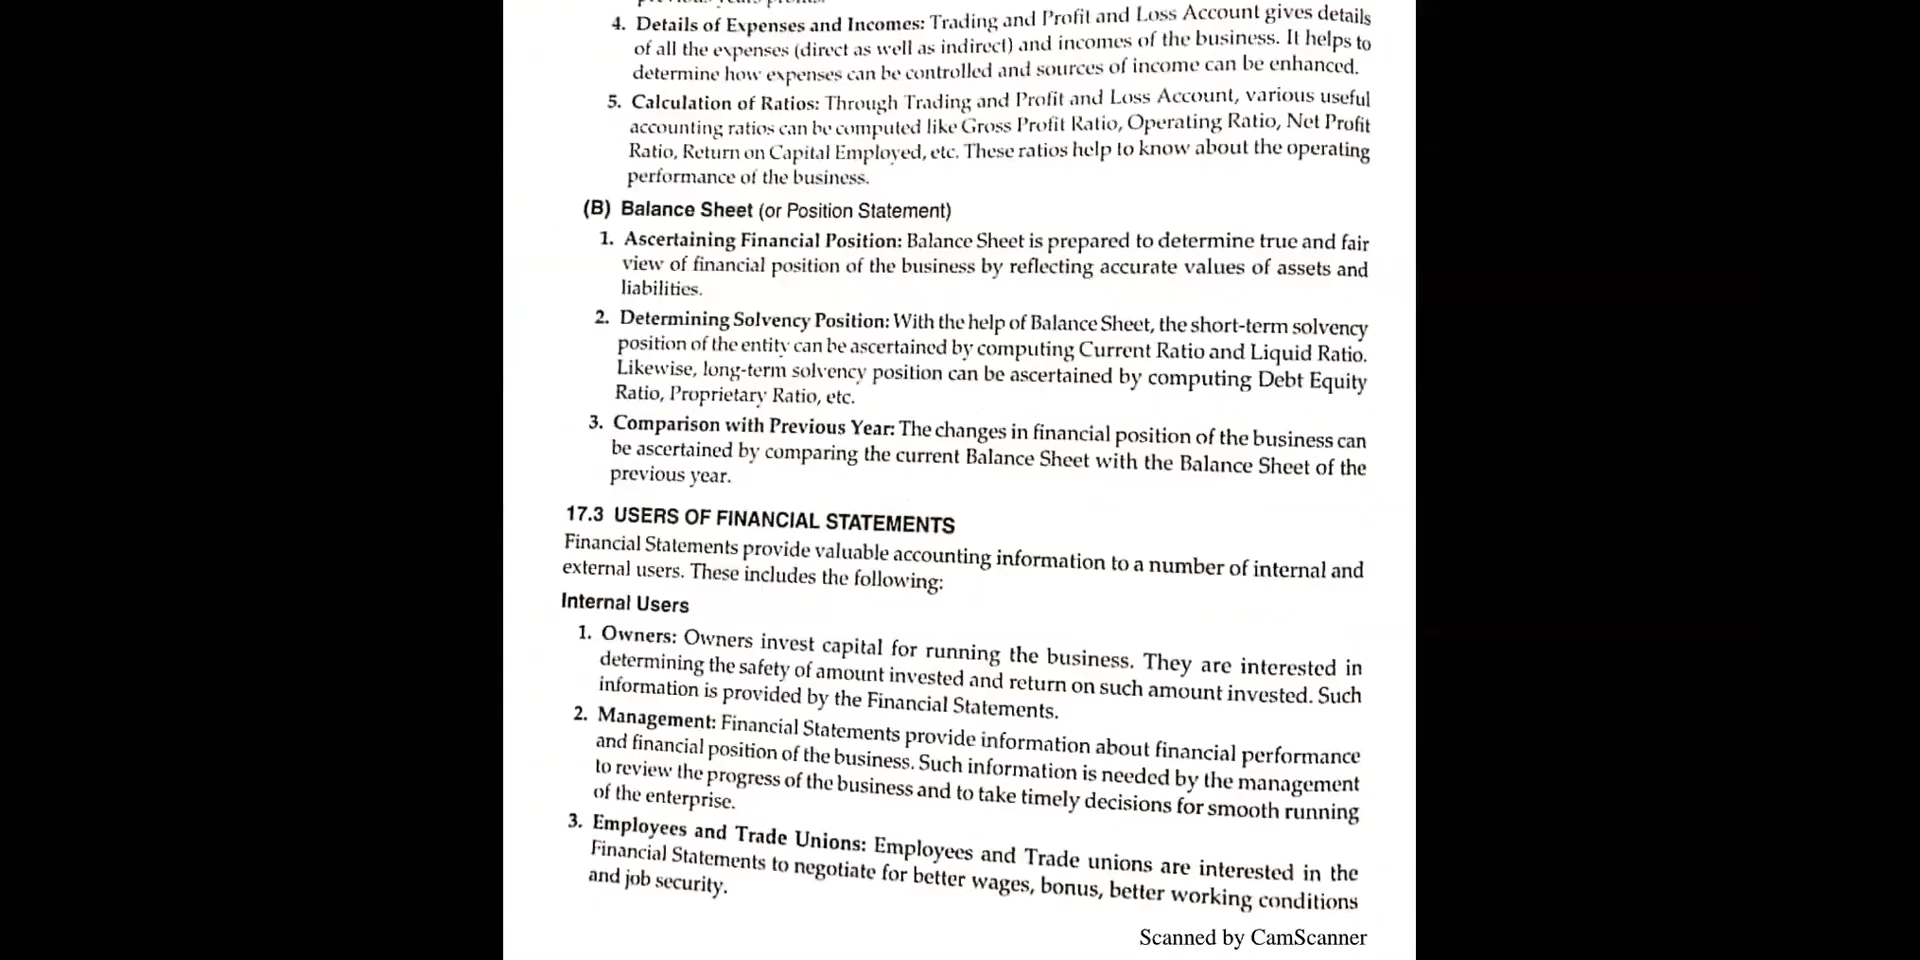 4. Details of Expenses and Incomes: Trading and Profit and Loss Account gives details
of all the expenses (direct as well as indirect) and incomes of the business. It helps to
determine how expenses can be controlled and sources of income can be enhanced.
5. Calculation of Ratios: Through Trading and Profit and Loss Account, various useful
accounting ratios can be computed like Gross Profit Ratio, Operating Ratio, Net Profit
Ratio, Return on Capital Employed, etc. These ratios help to know about the operating
performance of the business.
(B) Balance Sheet (or Position Statement)
1. Ascertaining Financial Position: Balance Sheet is prepared to determine true and fair
view of financial position of the business by reflecting accurate values of assets and
liabilities.
2. Determining Solvency Position: With the help of Balance Sheet, the short-term solvency
position of the entity can be ascertained by computing Current Ratio and Liquid Ratio.
Likewise, long-term solvency position can be ascertained by computing Debt Equity
Ratio, Proprietary Ratio, etc.
3. Comparison with Previous Year: The changes in financial position of the business can
be ascertained by comparing the current Balance Sheet with the Balance Sheet of the
previous year.
17.3 USERS OF FINANCIAL STATEMENTS
Financial Statements provide valuable accounting information to a number of internal and
external users. These includes the following:
Internal Users
1. Owners: Owners invest capital for running the business. They are interested in
determining the safety of amount invested and return on such amount invested. Such
information is provided by the Financial Statements.
2. Management: Financial Statements provide information about financial performance
and financial position of the business. Such information is needed by the management
to review the progress of the business and to take timely decisions for smooth running
of the enterprise.
3. Employees and Trade Unions: Employees and Trade unions are interested in the
Financial Statements to negotiate for better wages, bonus, better working conditions
and job security.
Scanned by CamScanner